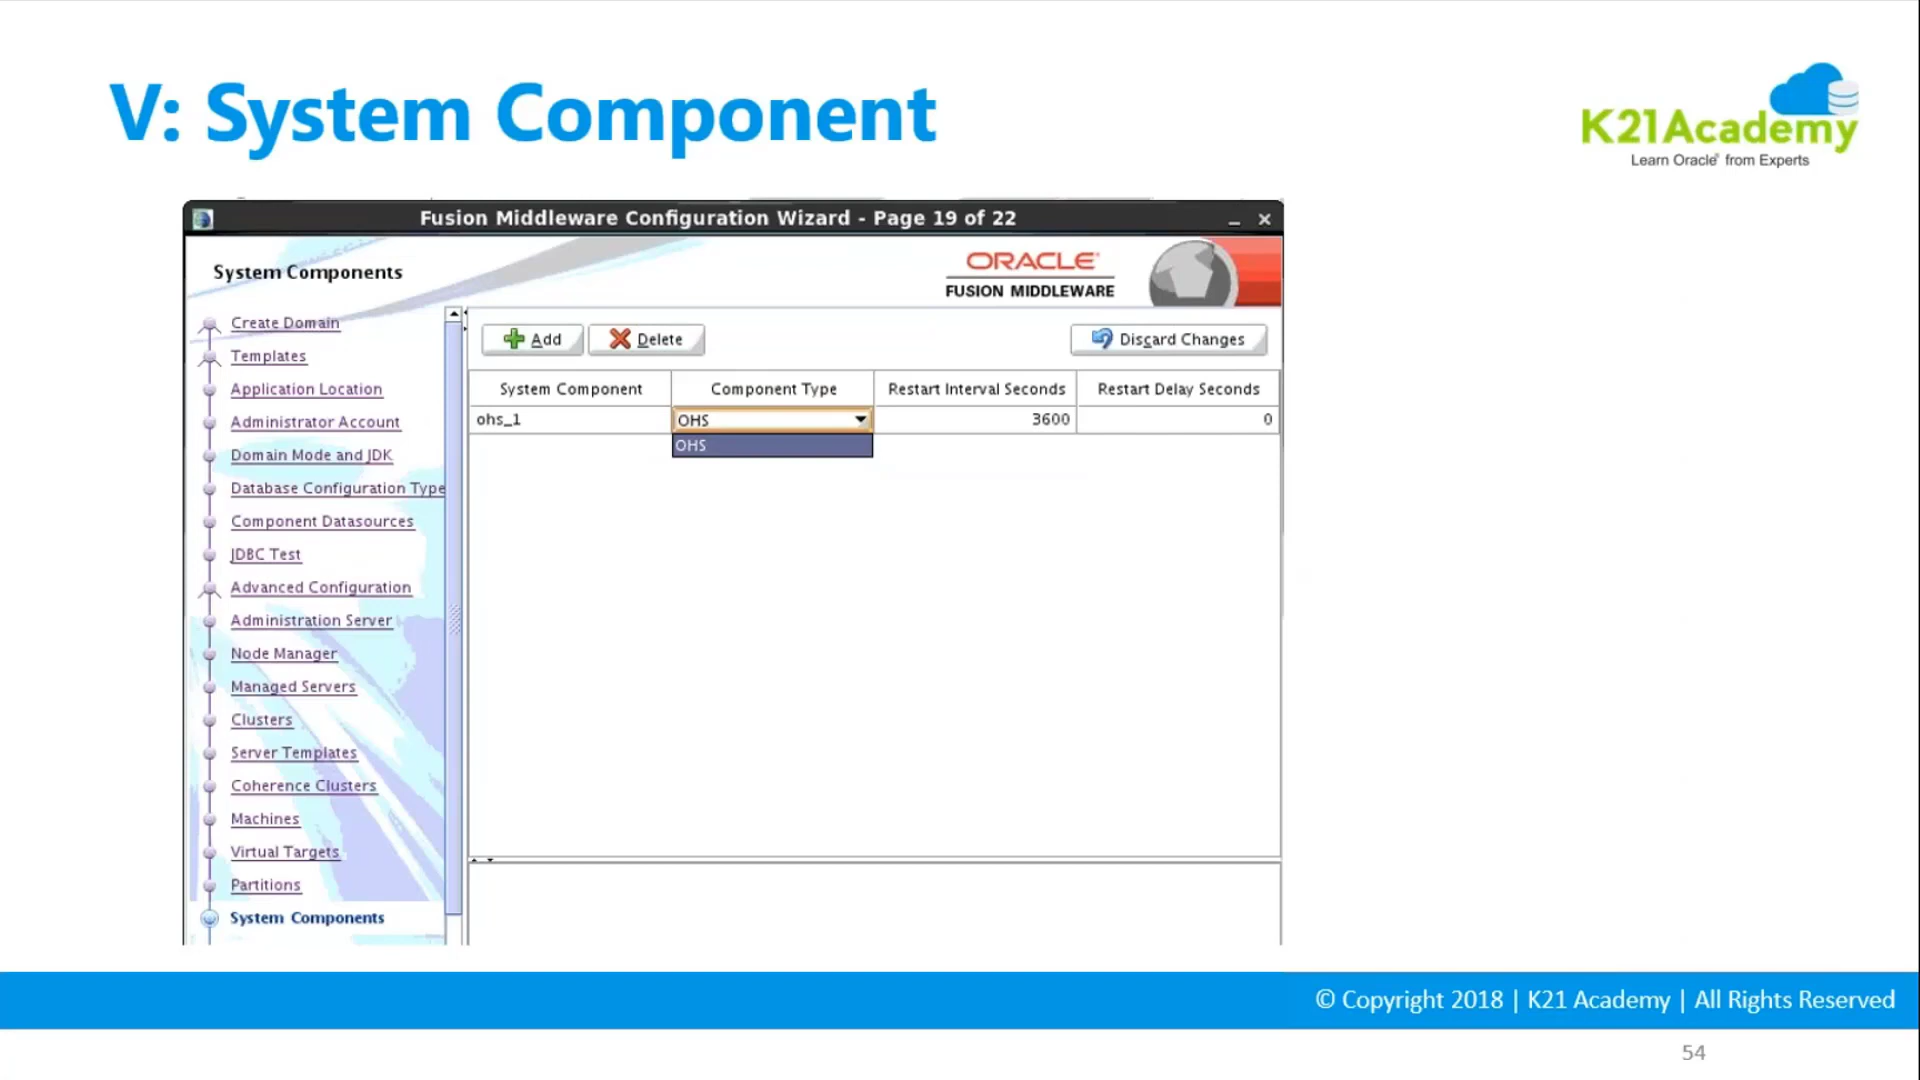 V: System Component
K21Academy
Learn Oracle® from Experts
Fusion Middleware Configuration Wizard - Page 19 of 22
System Components
ORACLE®
FUSION MIDDLEWARE
Create Domain
Templates
Application Location
Administrator Account
Domain Mode and JDK
Database Configuration Type
Component Datasources
JDBC Test
Advanced Configuration
Administration Server
Node Manager
Managed Servers
Clusters
Server Templates
Coherence Clusters
Machines
Virtual Targets
Partitions
System Components
Add Delete Discard Changes
System Component Component Type Restart Interval Seconds Restart Delay Seconds
ohs_1 OHS 3600 0
OHS
© Copyright 2018 | K21 Academy | All Rights Reserved
54